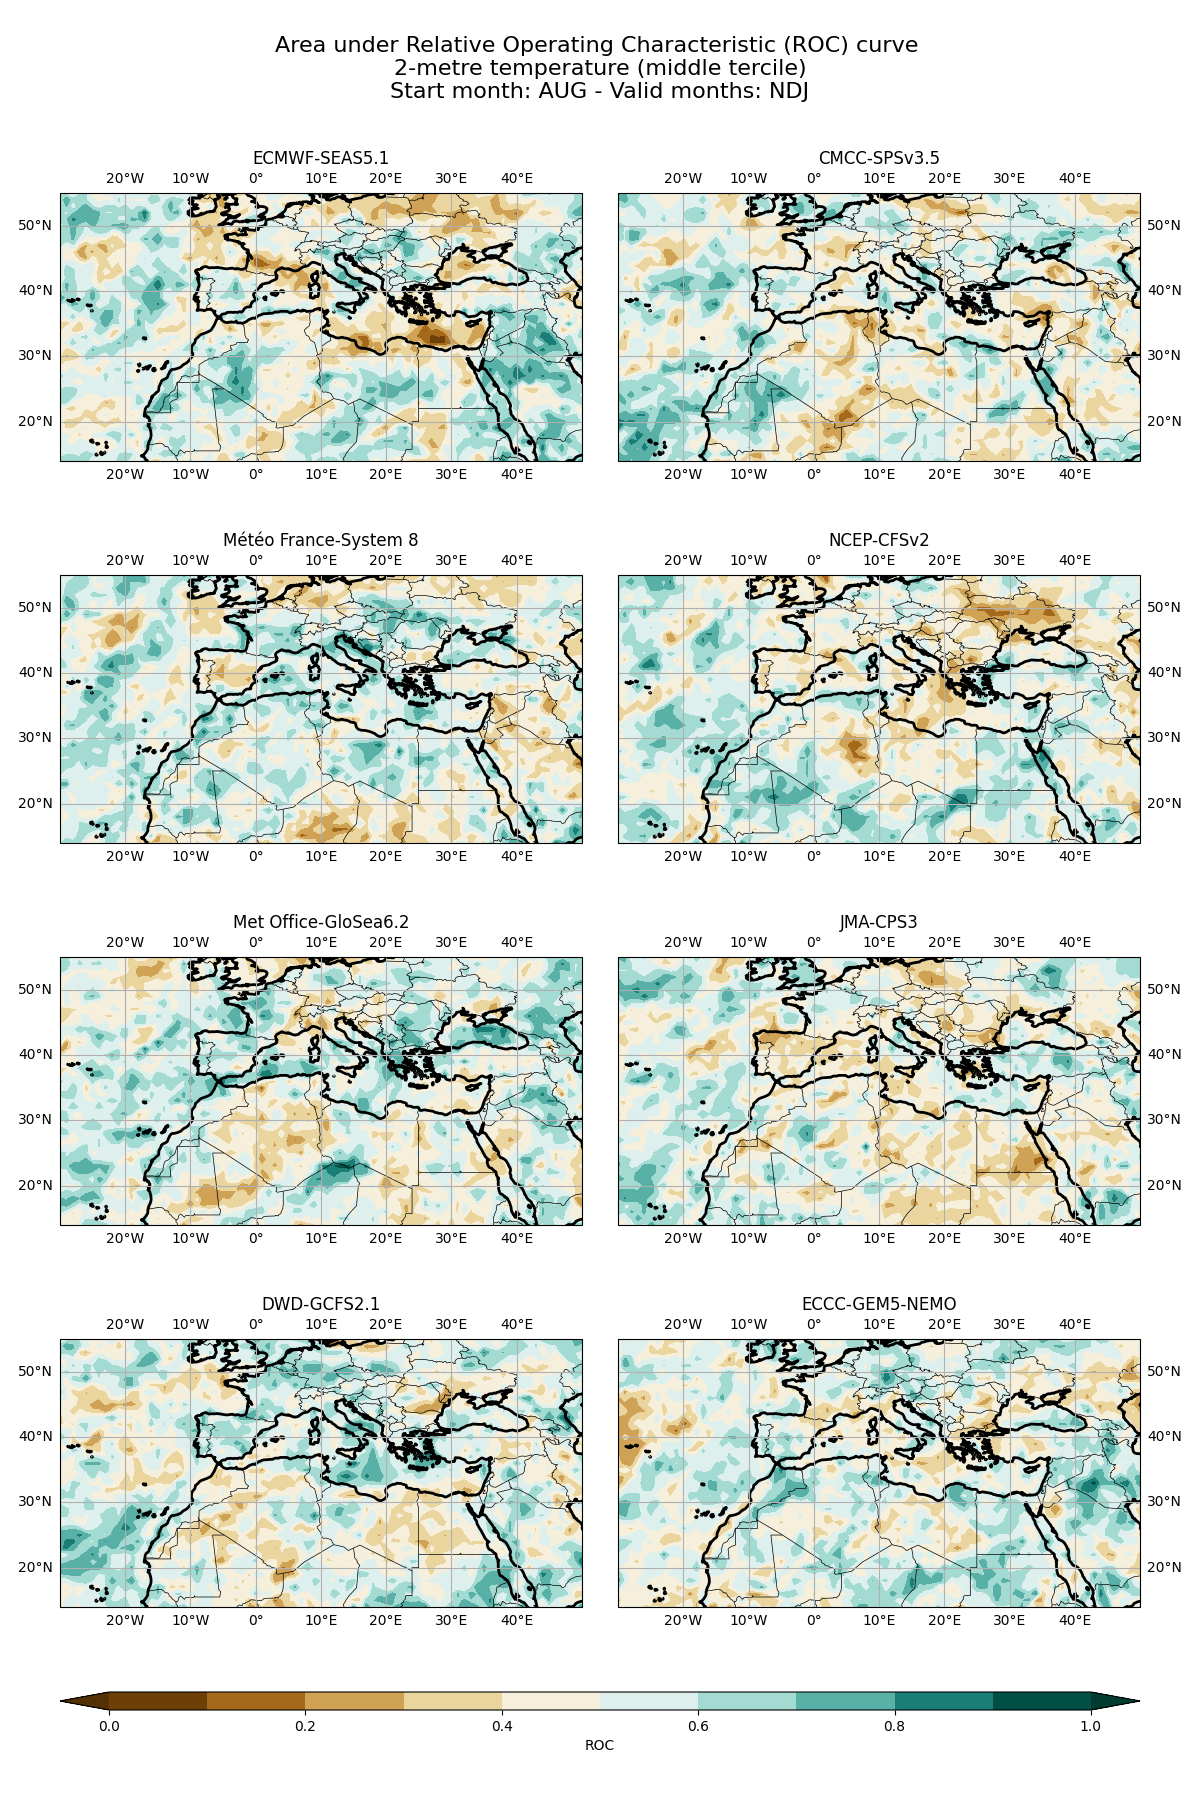 Area under Relative Operating Characteristic (ROC) curve
2-metre temperature (middle tercile)
Start month: AUG - Valid months: NDJ
ECMWF-SEAS5.1
20°W 10°W 0° 10°E 20°E 30°E 40°E
50°N
40°N
30°N
20°N
20°W 10°W 0° 10°E 20°E 30°E 40°E
CMCC-SPSv3.5
20°W 10°W 0° 10°E 20°E 30°E 40°E
50°N
40°N
30°N
20°N
20°W 10°W 0° 10°E 20°E 30°E 40°E
Météo France-System 8
20°W 10°W 0° 10°E 20°E 30°E 40°E
50°N
40°N
30°N
20°N
20°W 10°W 0° 10°E 20°E 30°E 40°E
NCEP-CFSv2
20°W 10°W 0° 10°E 20°E 30°E 40°E
50°N
40°N
30°N
20°N
20°W 10°W 0° 10°E 20°E 30°E 40°E
Met Office-GloSea6.2
20°W 10°W 0° 10°E 20°E 30°E 40°E
50°N
40°N
30°N
20°N
20°W 10°W 0° 10°E 20°E 30°E 40°E
JMA-CPS3
20°W 10°W 0° 10°E 20°E 30°E 40°E
50°N
40°N
30°N
20°N
20°W 10°W 0° 10°E 20°E 30°E 40°E
DWD-GCFS2.1
20°W 10°W 0° 10°E 20°E 30°E 40°E
50°N
40°N
30°N
20°N
20°W 10°W 0° 10°E 20°E 30°E 40°E
ECCC-GEM5-NEMO
20°W 10°W 0° 10°E 20°E 30°E 40°E
50°N
40°N
30°N
20°N
20°W 10°W 0° 10°E 20°E 30°E 40°E
0.0 0.2 0.4 0.6 0.8 1.0
ROC